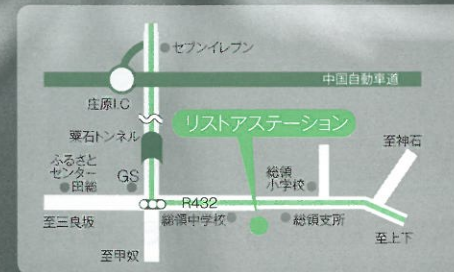 セブンイレブン
中国自動車道
庄原I.C
リストアステーション
粟石トンネル
至神石
ふるさと
センター
田総
GS
総領
小学校
R432
至三良坂
総領中学校
総領支所
至上下
至甲奴